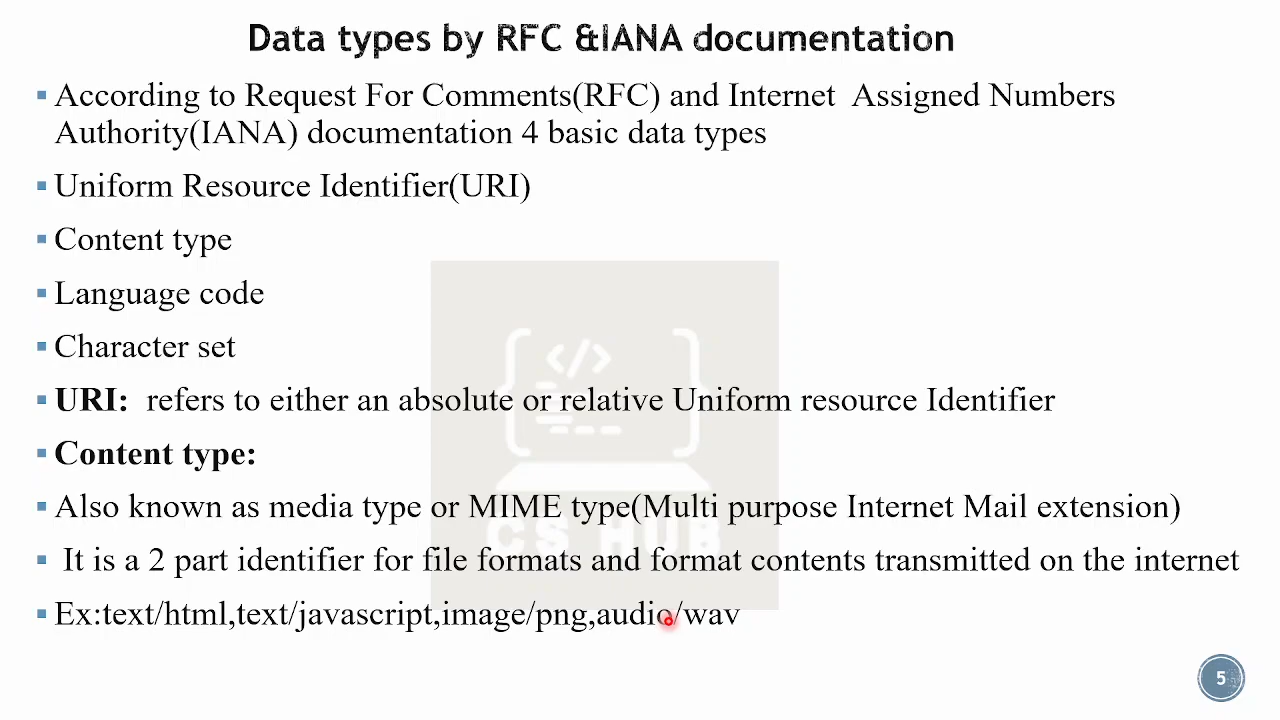 Data types by RFC &IANA documentation
According to Request For Comments(RFC) and Internet Assigned Numbers
Authority(IANA) documentation 4 basic data types
Uniform Resource Identifier(URI)
Content type
Language code
Character set
URI: refers to either an absolute or relative Uniform resource Identifier
Content type:
Also known as media type or MIME type(Multi purpose Internet Mail extension)
CS HUB
It is a 2 part identifier for file formats and format contents transmitted on the internet
Ex:text/html,text/javascript,image/png,audio/wav
5